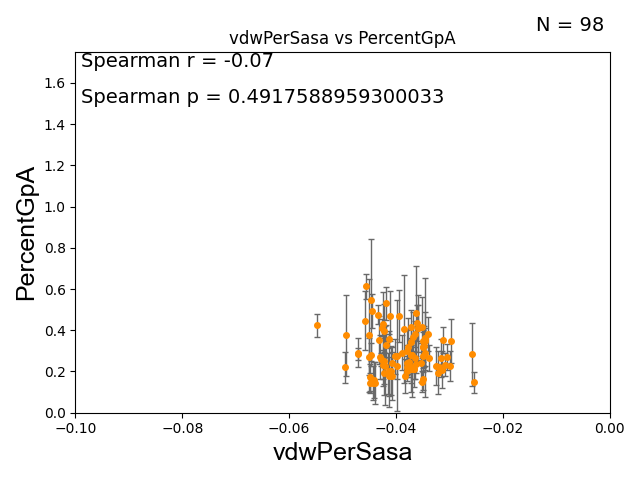 N = 98
vdwPerSasa vs PercentGpA
Spearman r = -0.07
Spearman p = 0.4917588959300033
1.6
1.4
1.2
1.0
0.8
0.6
0.4
0.2
0.0
PercentGpA
−0.10 −0.08 −0.06 −0.04 −0.02 0.00
vdwPerSasa